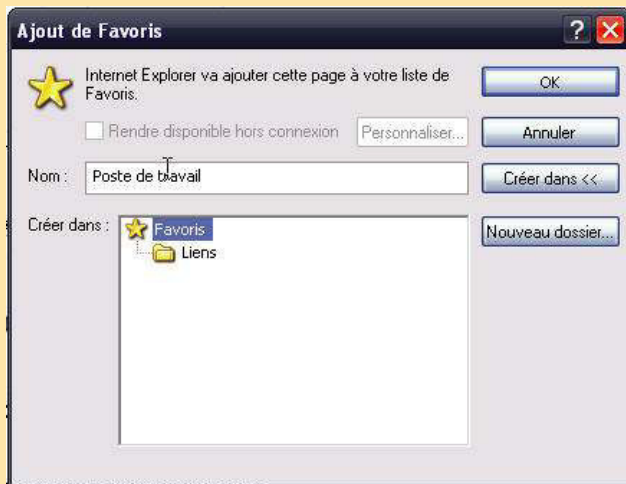 Ajout de Favoris
Internet Explorer va ajouter cette page à votre liste de
Favoris.
OK
Rendre disponible hors connexion
Personnaliser...
Annuler
Nom :
Poste de travail
Créer dans <<
Créer dans :
Favoris
Nouveau dossier...
Liens